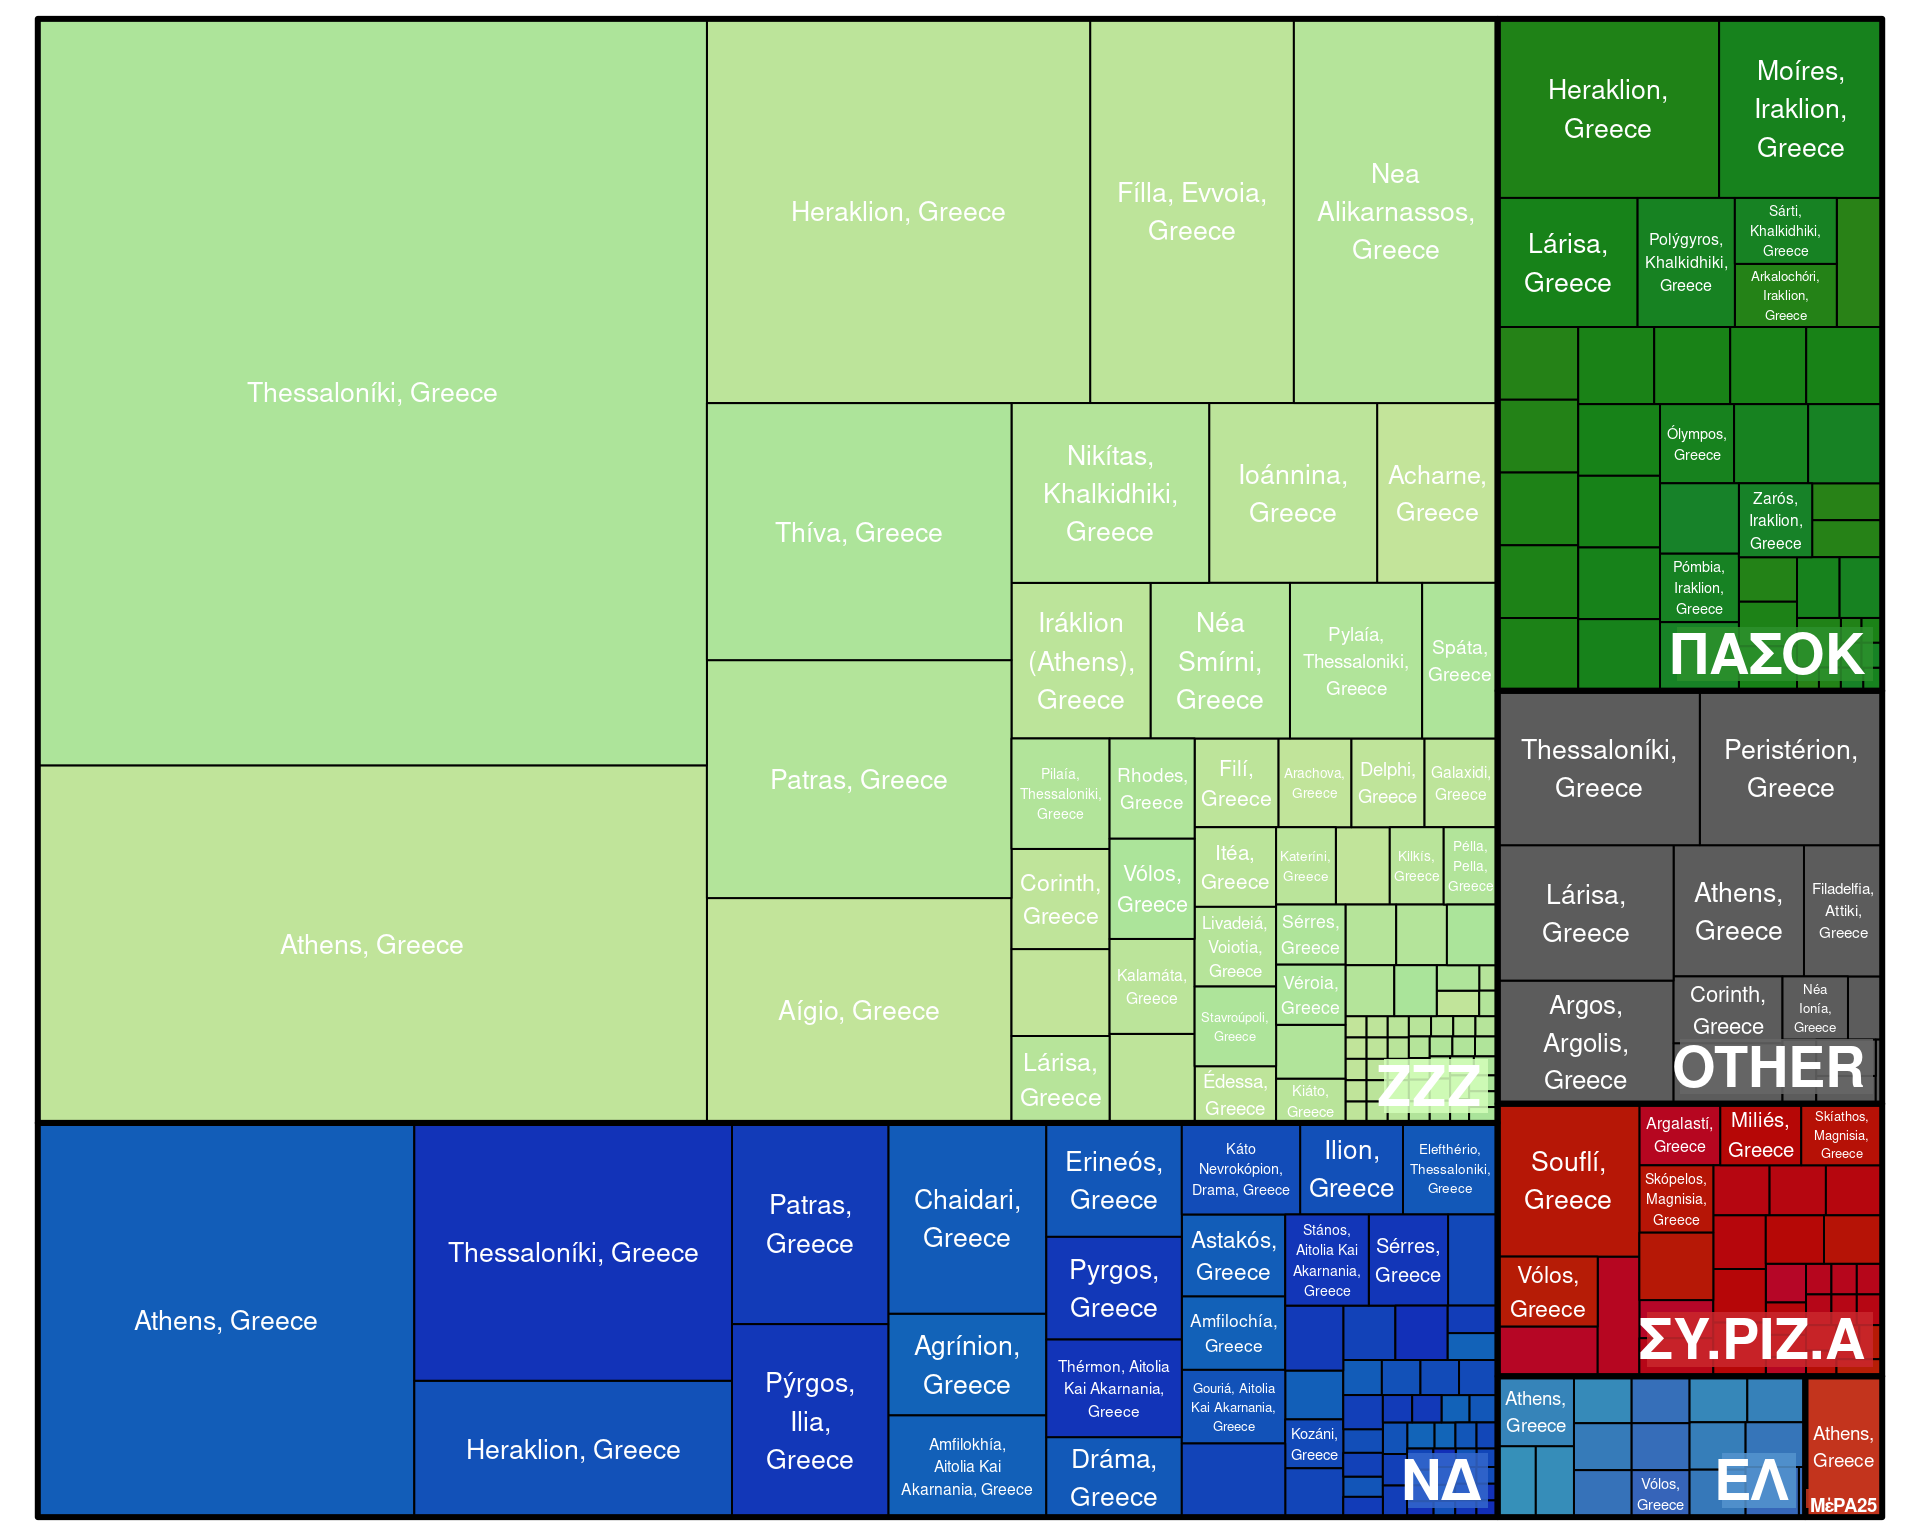 Thessaloníki, Greece
Athens, Greece
Heraklion, Greece
Fílla, Evvoia,
Greece
Nea
Alikarnassos,
Greece
Thíva, Greece
Patras, Greece
Aígio, Greece
Nikítas,
Khalkidhiki,
Greece
Ioánnina,
Greece
Acharne,
Greece
Iráklion
(Athens),
Greece
Néa
Smírni,
Greece
Pylaía,
Thessaloniki,
Greece
Spáta,
Greece
Pilaía,
Thessaloniki,
Greece
Rhodes,
Greece
Filí,
Greece
Arachova,
Greece
Delphi,
Greece
Galaxidi,
Greece
Corinth,
Greece
Vólos,
Greece
Itéa,
Greece
Kateríni,
Greece
Kilkís,
Greece
Pélla,
Pella,
Greece
Livadeiá,
Voiotia,
Greece
Sérres,
Greece
Kalamáta,
Greece
Véroia,
Greece
Stavroúpoli,
Greece
Lárisa,
Greece
Édessa,
Greece
Kiáto,
Greece
ZZZ
Heraklion,
Greece
Moíres,
Iraklion,
Greece
Lárisa,
Greece
Polýgyros,
Khalkidhiki,
Greece
Sárti,
Khalkidhiki,
Greece
Arkalochóri,
Iraklion,
Greece
Ólympos,
Greece
Zarós,
Iraklion,
Greece
Pómbia,
Iraklion,
Greece
ΠΑΣΟΚ
Thessaloníki,
Greece
Peristérion,
Greece
Lárisa,
Greece
Athens,
Greece
Filadelfia,
Attiki,
Greece
Argos,
Argolis,
Greece
Corinth,
Greece
Néa
Ionía,
Greece
OTHER
Athens, Greece
Thessaloníki, Greece
Heraklion, Greece
Patras,
Greece
Pýrgos,
Ilia,
Greece
Chaidari,
Greece
Agrínion,
Greece
Amfilokhía,
Aitolia Kai
Akarnania, Greece
Erineós,
Greece
Pyrgos,
Greece
Thérmon, Aitolia
Kai Akarnania,
Greece
Dráma,
Greece
Káto
Nevrokópion,
Drama, Greece
Ilion,
Greece
Elefthério,
Thessaloniki,
Greece
Astakós,
Greece
Stános,
Aitolia Kai
Akarnania,
Greece
Sérres,
Greece
Amfilochía,
Greece
Gouriá, Aitolia
Kai Akarnania,
Greece
Kozáni,
Greece
ΝΔ
Souflí,
Greece
Argalastí,
Greece
Miliés,
Greece
Skíathos,
Magnisia,
Greece
Skópelos,
Magnisia,
Greece
Vólos,
Greece
ΣΥ.ΡΙΖ.Α
Athens,
Greece
Vólos,
Greece
ΕΛ
Athens,
Greece
ΜέΡΑ25